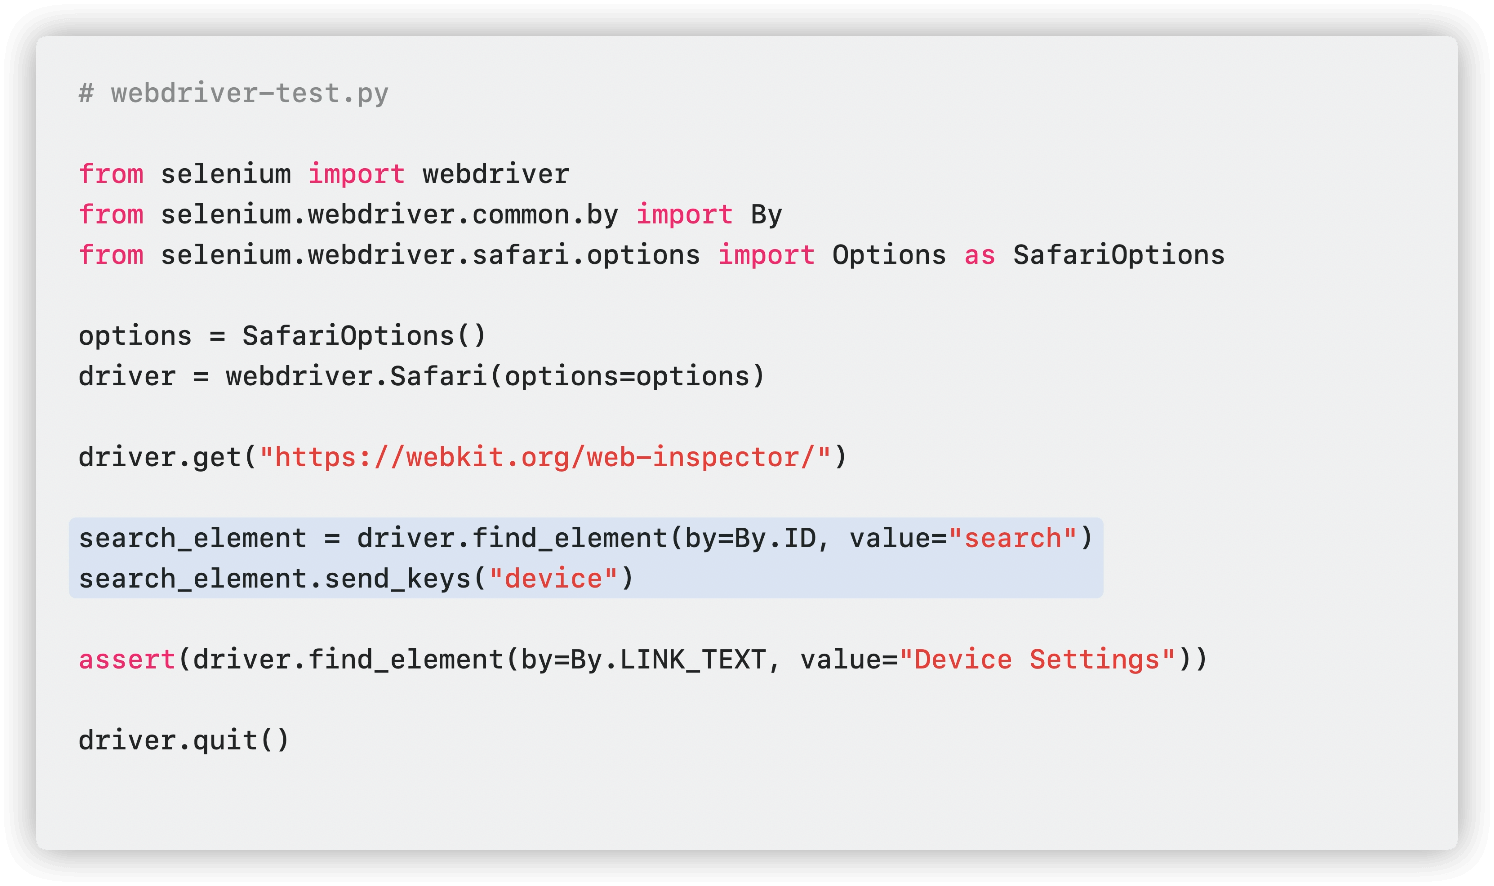 # webdriver-test.py
from selenium import webdriver
from selenium.webdriver.common.by import By
from selenium.webdriver.safari.options import Options as SafariOptions
options = SafariOptions()
driver = webdriver.Safari(options=options)
driver.get("https://webkit.org/web-inspector/")
search_element = driver.find_element(by=By.ID, value="search")
search_element.send_keys("device")
assert(driver.find_element(by=By.LINK_TEXT, value="Device Settings"))
driver.quit()